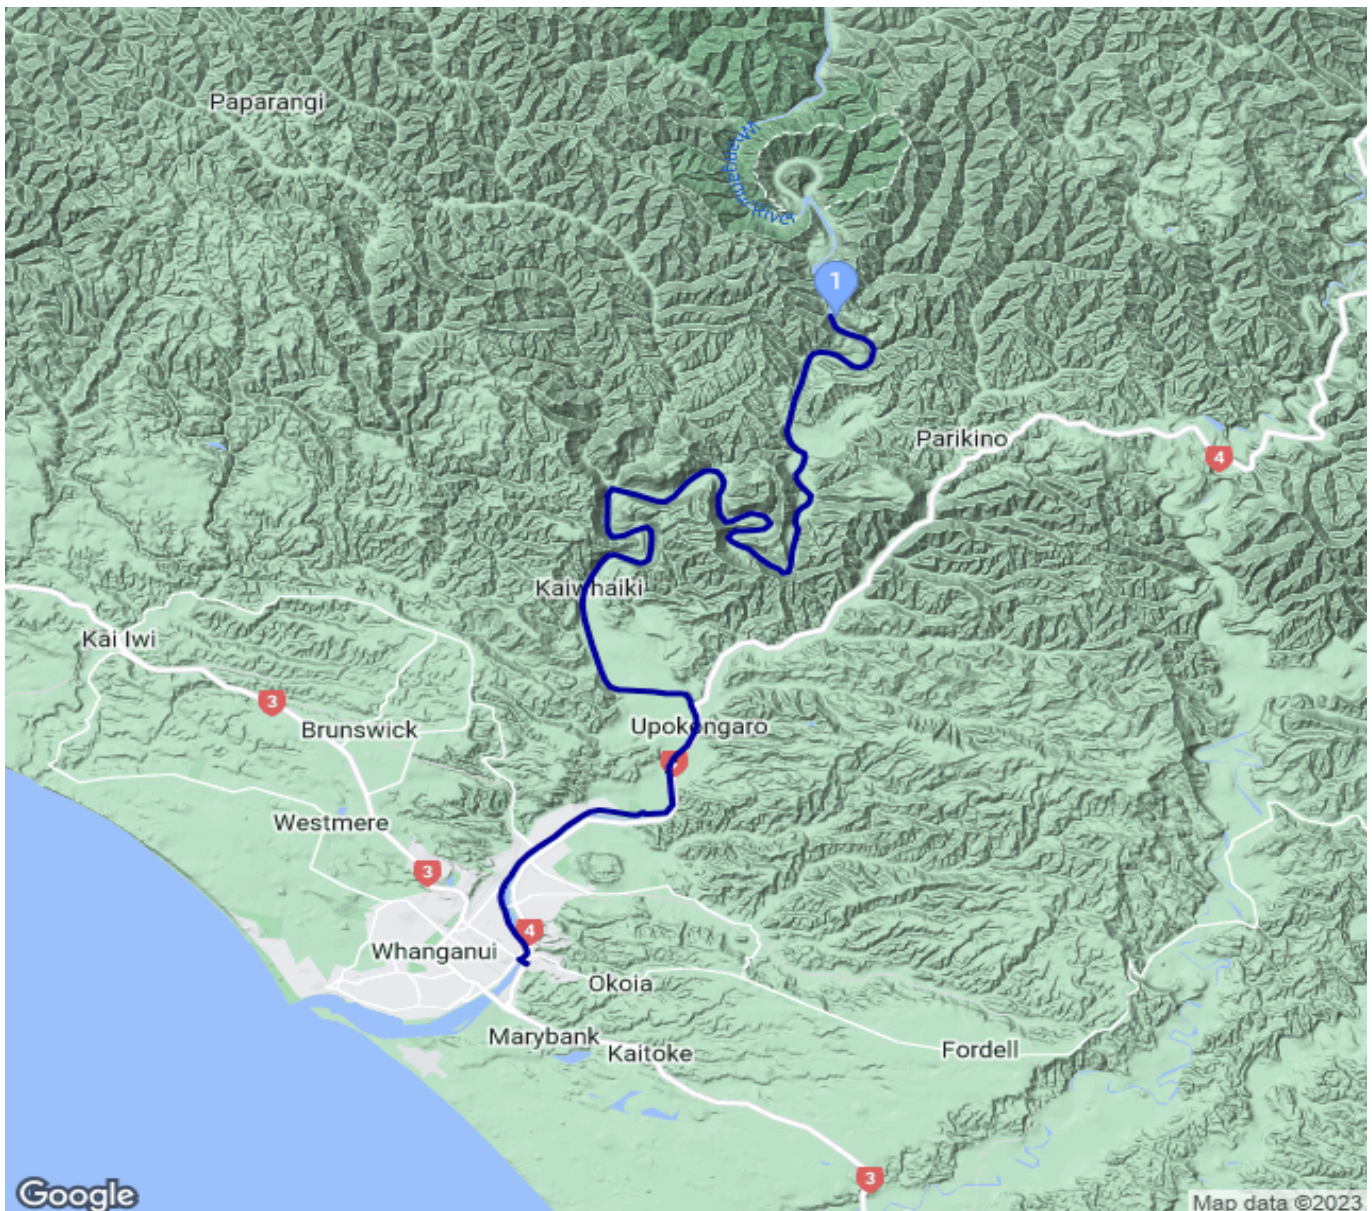 Paparangi
Whanganui River
1
Parikino
4
Kaiwhaiki
Kai Iwi
3
Upokongaro
Brunswick
Westmere
3
4
Whanganui
Okoia
Marybank
Kaitoke
Fordell
3
Google
Map data ©2023